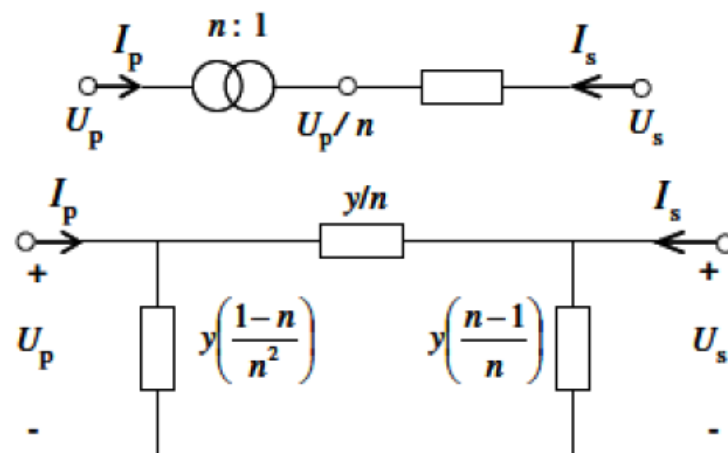 n: 1
I_p I_s
U_p U_p/n U_s
I_p y/n I_s
+ +
U_p y((1-n)/n²) y((n-1)/n) U_s
- -